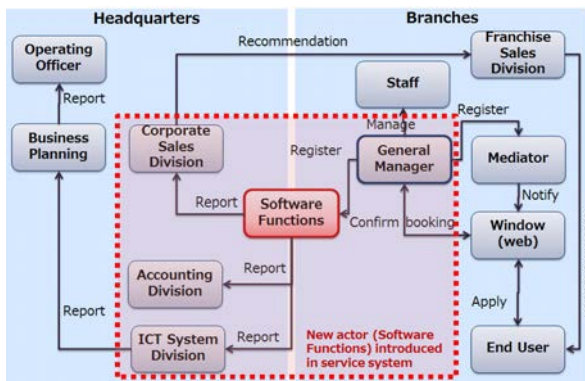 Headquarters
Branches
Operating
Officer
Recommendation
Franchise
Sales
Division
Report
Staff
Business
Planning
Corporate
Sales
Division
Manage
Register
Register
General
Manager
Mediator
Report
Software
Functions
Confirm booking
Notify
Window
(web)
Accounting
Division
Report
Apply
Report
ICT System
Division
Report
New actor (Software
Functions) introduced
in service system
End User